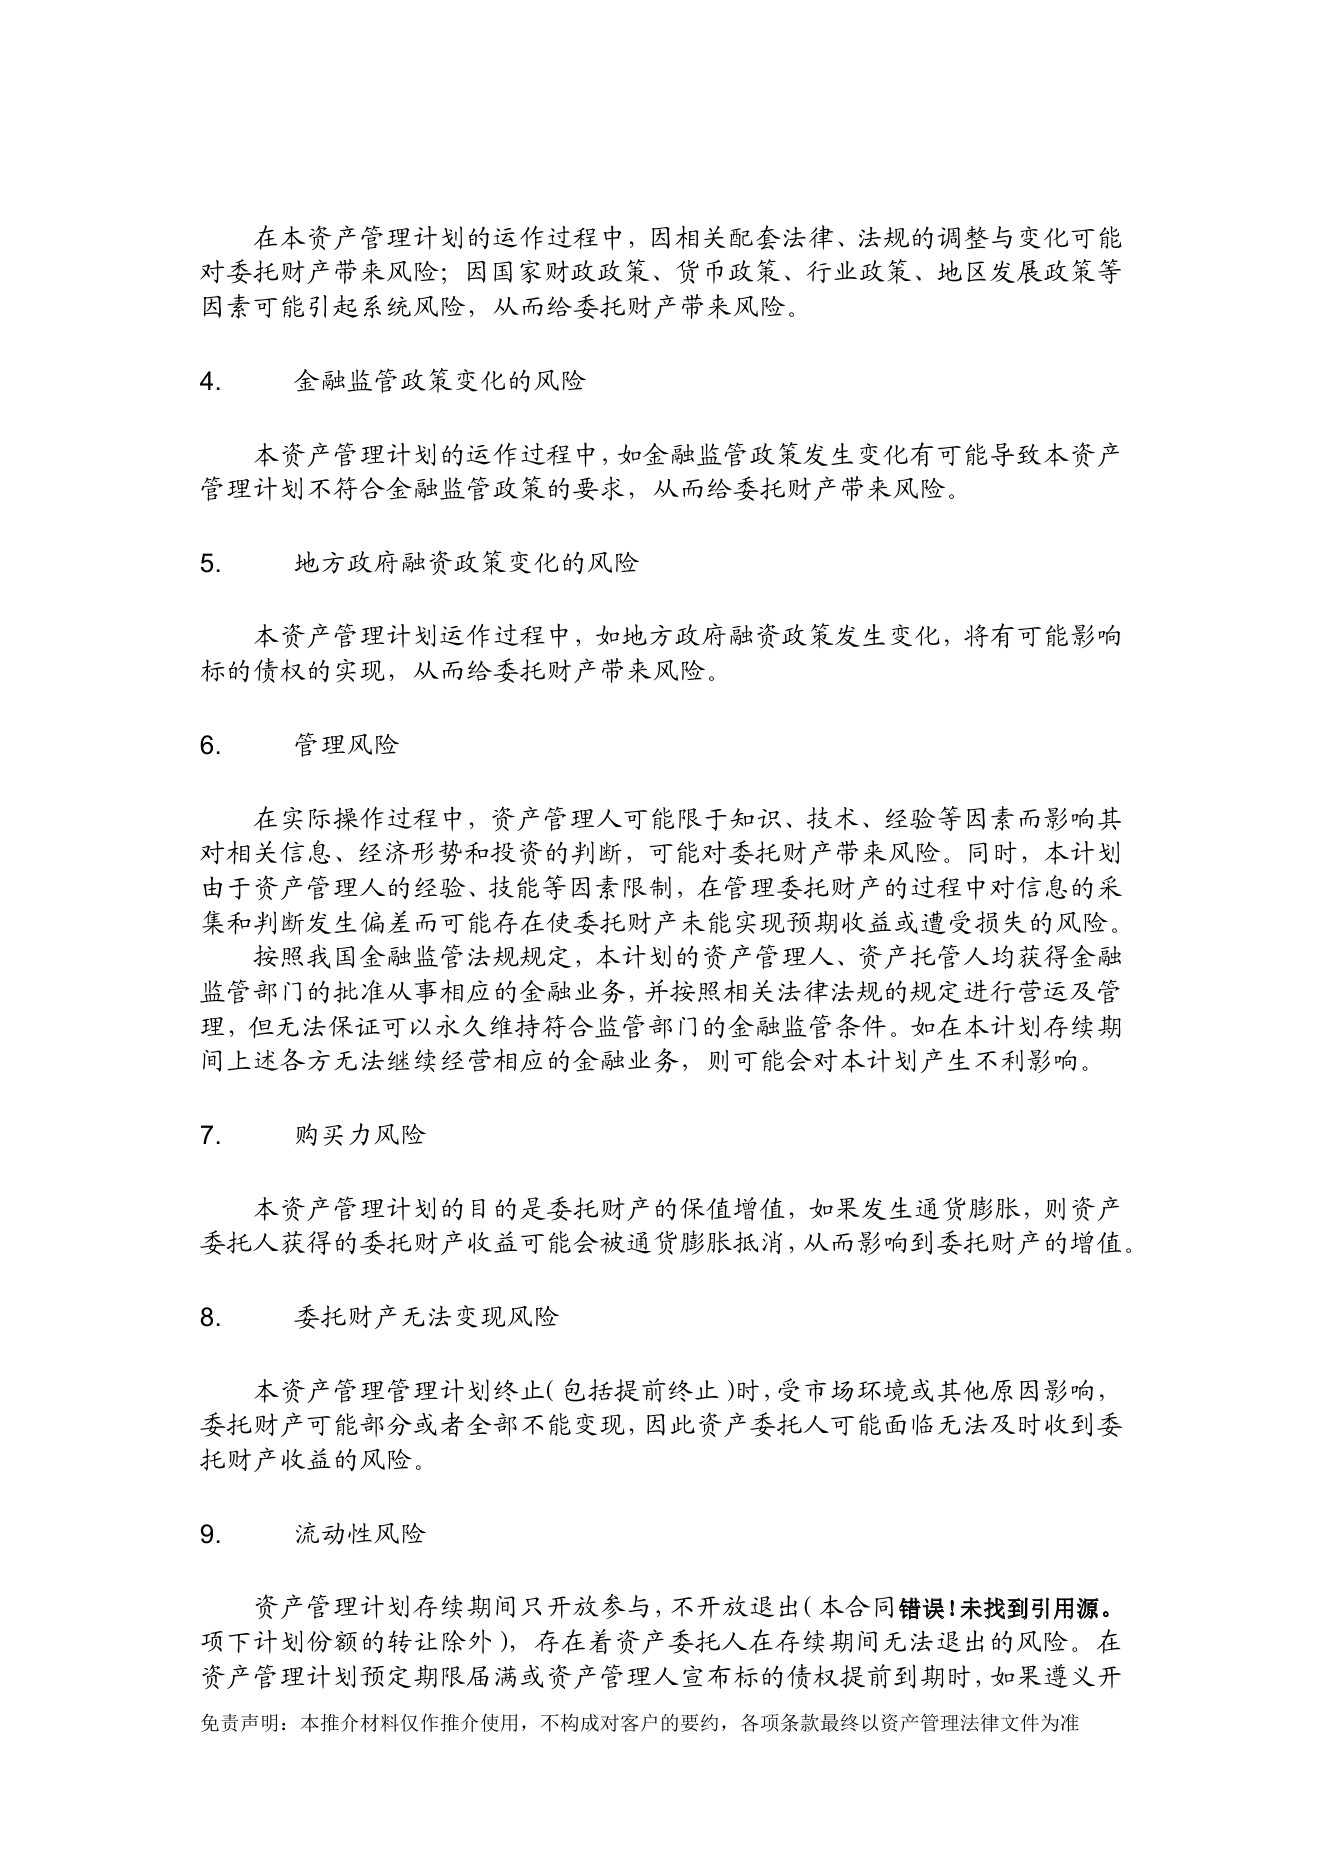 在本资产管理计划的运作过程中，因相关配套法律、法规的调整与变化可能
对委托财产带来风险；因国家财政政策、货币政策、行业政策、地区发展政策等
因素可能引起系统风险，从而给委托财产带来风险。
4. 金融监管政策变化的风险
本资产管理计划的运作过程中，如金融监管政策发生变化有可能导致本资产
管理计划不符合金融监管政策的要求，从而给委托财产带来风险。
5. 地方政府融资政策变化的风险
本资产管理计划运作过程中，如地方政府融资政策发生变化，将有可能影响
标的债权的实现，从而给委托财产带来风险。
6. 管理风险
在实际操作过程中，资产管理人可能限于知识、技术、经验等因素而影响其
对相关信息、经济形势和投资的判断，可能对委托财产带来风险。同时，本计划
由于资产管理人的经验、技能等因素限制，在管理委托财产的过程中对信息的采
集和判断发生偏差而可能存在使委托财产未能实现预期收益或遭受损失的风险。
按照我国金融监管法规规定，本计划的资产管理人、资产托管人均获得金融
监管部门的批准从事相应的金融业务，并按照相关法律法规的规定进行营运及管
理，但无法保证可以永久维持符合监管部门的金融监管条件。如在本计划存续期
间上述各方无法继续经营相应的金融业务，则可能会对本计划产生不利影响。
7. 购买力风险
本资产管理计划的目的是委托财产的保值增值，如果发生通货膨胀，则资产
委托人获得的委托财产收益可能会被通货膨胀抵消，从而影响到委托财产的增值。
8. 委托财产无法变现风险
本资产管理管理计划终止（包括提前终止）时，受市场环境或其他原因影响，
委托财产可能部分或者全部不能变现，因此资产委托人可能面临无法及时收到委
托财产收益的风险。
9. 流动性风险
资产管理计划存续期间只开放参与，不开放退出（本合同错误！未找到引用源。
项下计划份额的转让除外），存在着资产委托人在存续期间无法退出的风险。在
资产管理计划预定期限届满或资产管理人宣布标的债权提前到期时，如果遵义开
免责声明：本推介材料仅作推介使用，不构成对客户的要约，各项条款最终以资产管理法律文件为准